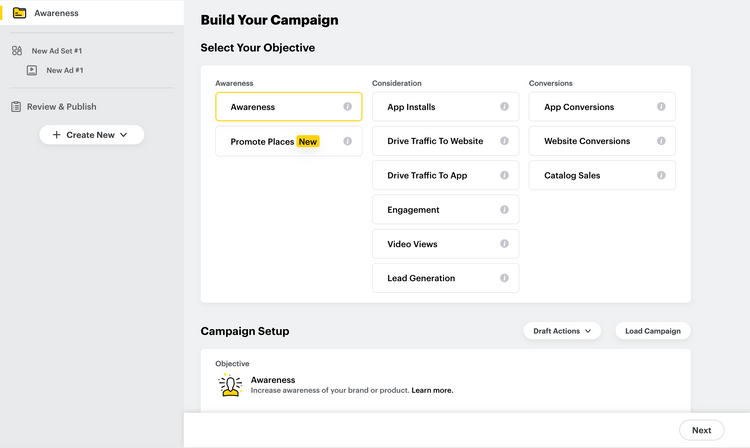 Awareness
New Ad Set #1
New Ad #1
Review & Publish
+ Create New
Build Your Campaign
Select Your Objective
Awareness
Awareness
Promote Places New
Consideration
App Installs
Drive Traffic To Website
Drive Traffic To App
Engagement
Video Views
Lead Generation
Conversions
App Conversions
Website Conversions
Catalog Sales
Campaign Setup
Draft Actions
Load Campaign
Objective
Awareness
Increase awareness of your brand or product. Learn more.
Next